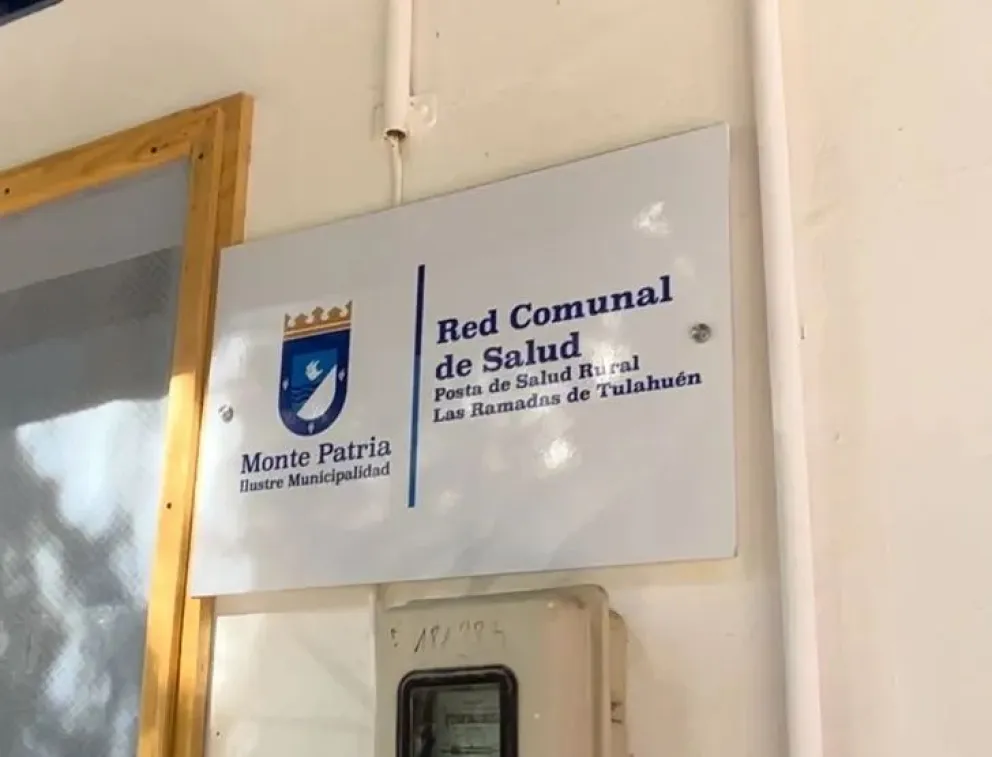 Monte Patria
Ilustre Municipalidad
Red Comunal
de Salud
Posta de Salud Rural
Las Ramadas de Tulahuén